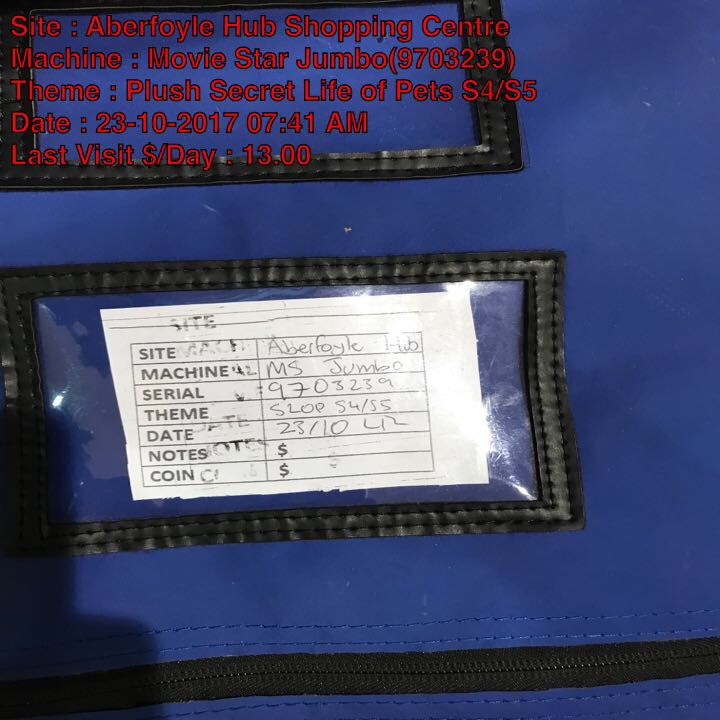 Site : Aberfoyle Hub Shopping Centre
Machine : Movie Star Jumbo(9703239)
Theme : Plush Secret Life of Pets S4/S5
Date : 23-10-2017 07:41 AM
Last Visit $/Day : 13.00
SITE
SITE Aberfoyle Hub
MACHINE MS Jumbo
SERIAL 9703239
THEME S4/S5
DATE 23/10
NOTES NOTES $
COIN $